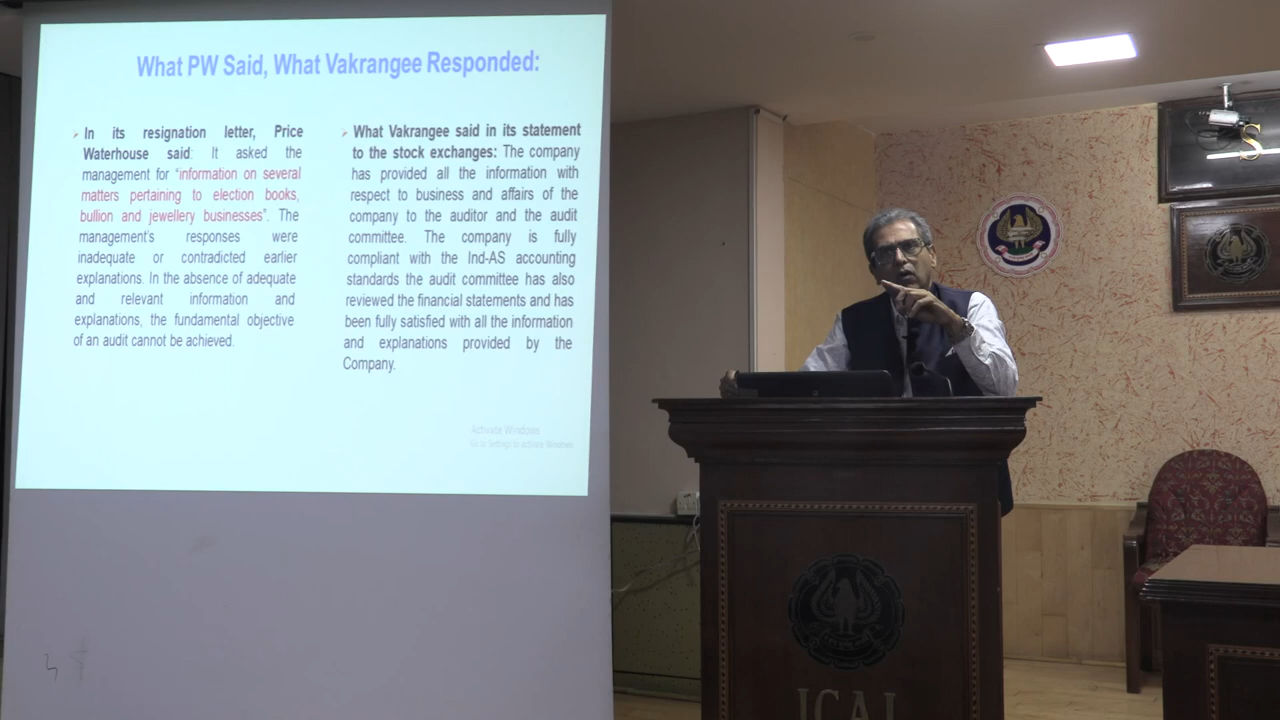 What PW Said, What Vakrangee Responded:
➢ In its resignation letter, Price
Waterhouse said: It asked the
management for “information on several
matters pertaining to election books,
bullion and jewellery businesses”. The
management's responses were
inadequate or contradicted earlier
explanations. In the absence of adequate
and relevant information and
explanations, the fundamental objective
of an audit cannot be achieved.
➢ What Vakrangee said in its statement
to the stock exchanges: The company
has provided all the information with
respect to business and affairs of the
company to the auditor and the audit
committee. The company is fully
compliant with the Ind-AS accounting
standards the audit committee has also
reviewed the financial statements and has
been fully satisfied with all the information
and explanations provided by the
Company.
Activate Windows
Go to Settings to activate Windows
ICAI